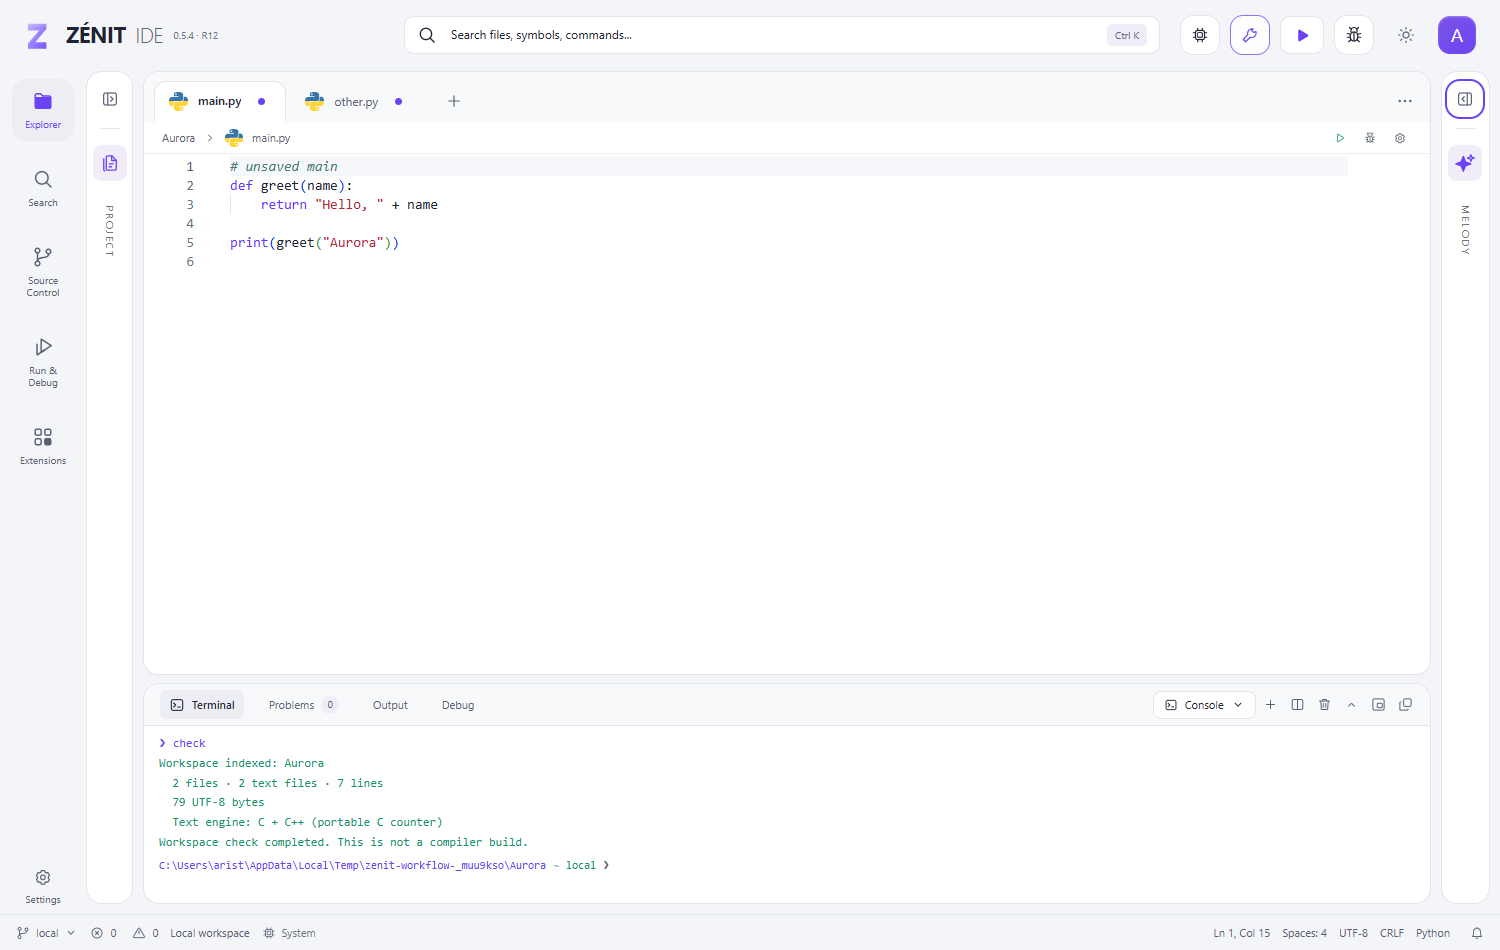 ZÉNIT IDE 0.5.4 · R12
Search files, symbols, commands...
Ctrl K
A
Explorer
Search
Source
Control
Run &
Debug
Extensions
Settings
PROJECT
main.py
other.py
Aurora
main.py
1 # unsaved main
2 def greet(name):
3 return "Hello, " + name
4
5 print(greet("Aurora"))
6
MELODY
Terminal
Problems 0
Output
Debug
Console
❯ check
Workspace indexed: Aurora
2 files · 2 text files · 7 lines
79 UTF-8 bytes
Text engine: C + C++ (portable C counter)
Workspace check completed. This is not a compiler build.
C:\Users\arist\AppData\Local\Temp\zenit-workflow-_muu9kso\Aurora ~ local ❯
local
0
0
Local workspace
System
Ln 1, Col 15
Spaces: 4
UTF-8
CRLF
Python